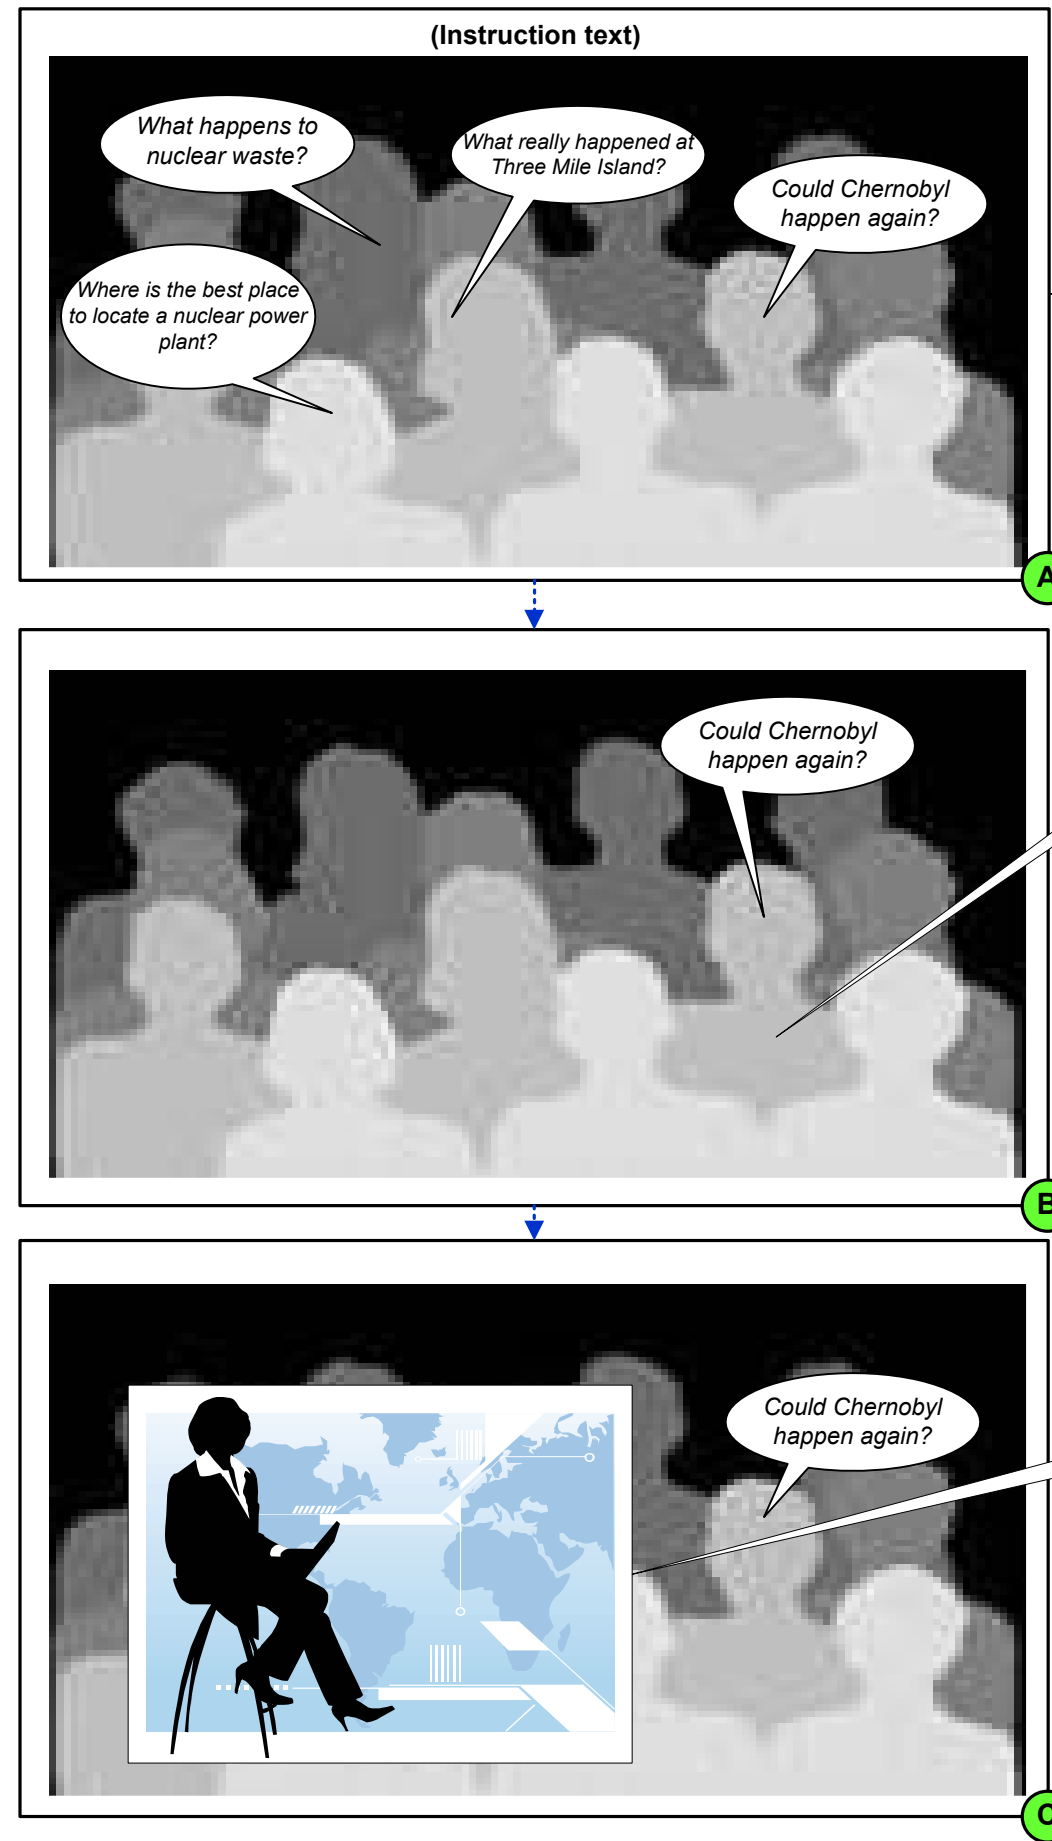 (Instruction text)
What happens to
nuclear waste?
What really happened at
Three Mile Island?
Could Chernobyl
happen again?
Where is the best place
to locate a nuclear power
plant?
A
Could Chernobyl
happen again?
B
Could Chernobyl
happen again?
C